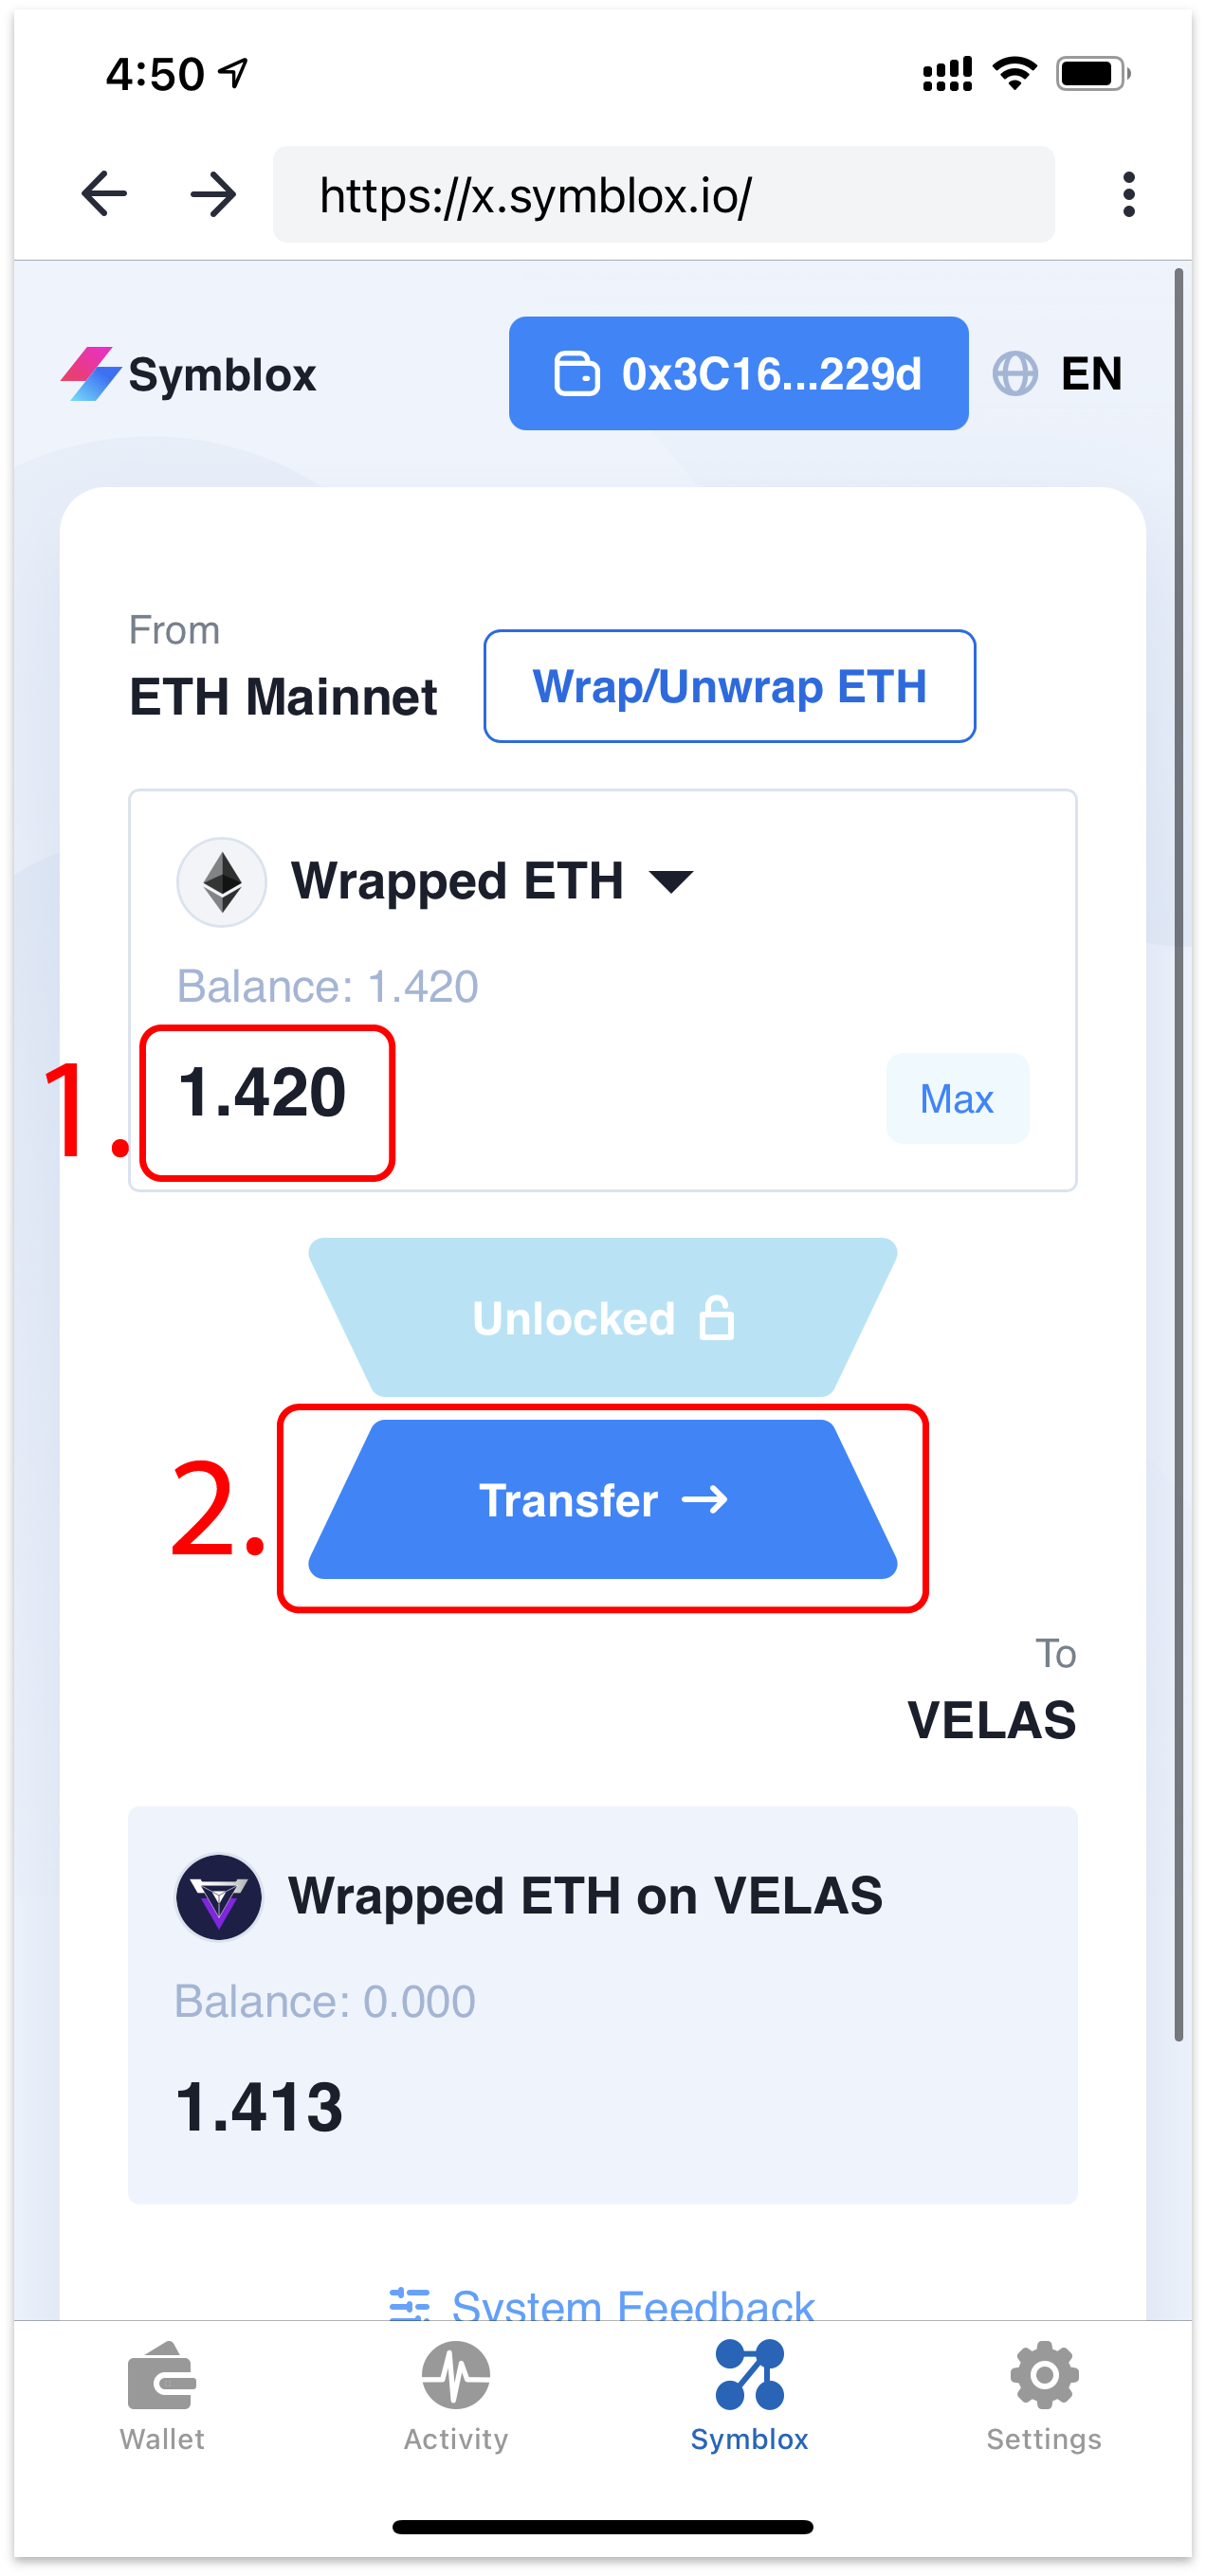 4:50
https://x.symblox.io/
Symblox
0x3C16...229d
EN
From
ETH Mainnet
Wrap/Unwrap ETH
Wrapped ETH
Balance: 1.420
1.
1.420
Max
Unlocked
2.
Transfer →
To
VELAS
Wrapped ETH on VELAS
Balance: 0.000
1.413
System Feedback
Wallet
Activity
Symblox
Settings